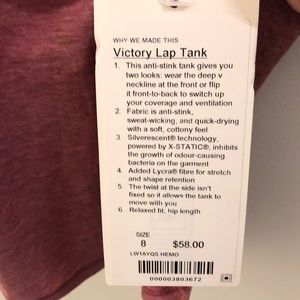 WHY WE MADE THIS
Victory Lap Tank
1. This anti-stink tank gives you
two looks: wear the deep v
neckline at the front or flip
it front-to-back to switch up
your coverage and ventilation
2. Fabric is anti-stink,
sweat-wicking, and quick-drying
with a soft, cottony feel
3. Silverescent® technology,
powered by X-STATIC®, inhibits
the growth of odour-causing
bacteria on the garment
4. Added Lycra® fibre for stretch
and shape retention
5. The twist at the side isn't
fixed so it allows the tank to
move with you
6. Relaxed fit, hip length
SIZE
8 $58.00
LW1AYQS HEMO
000003803672